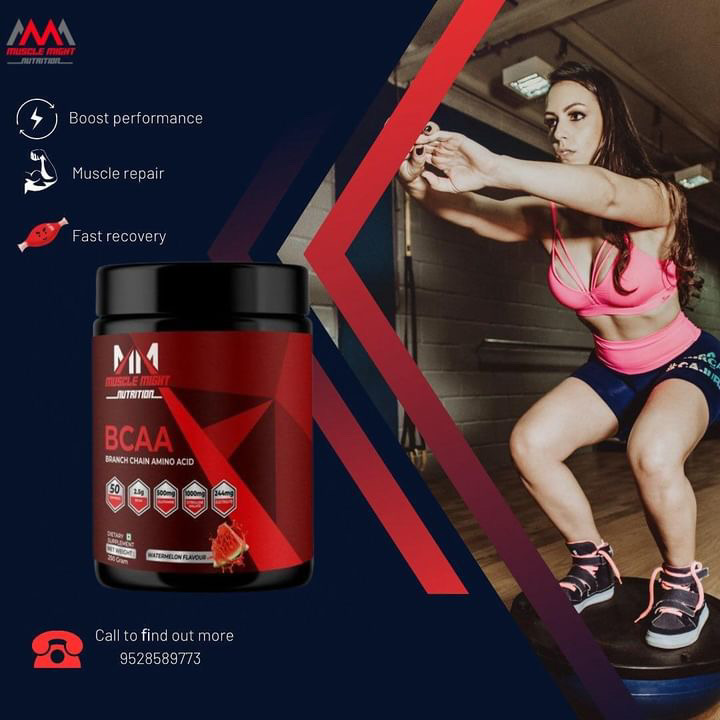 MUSCLE MIGHT
NUTRITION
Boost performance
Muscle repair
Fast recovery
MM
MUSCLE MIGHT
NUTRITION
BCAA
BRANCH CHAIN AMINO ACID
50
2.5g
500mg
1000mg
244mg
DIETARY
SUPPLEMENT
NET WEIGHT:
250 Gram
WATERMELON FLAVOUR
Call to find out more
9528589773